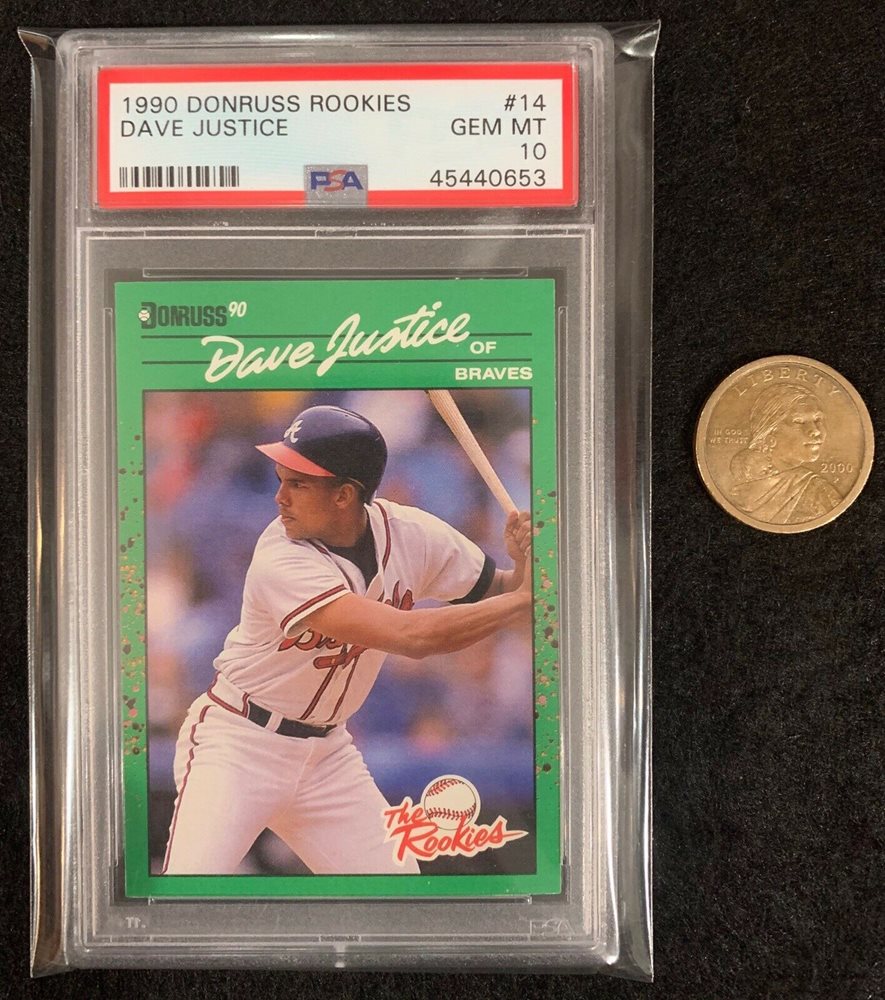 1990 DONRUSS ROOKIES #14
DAVE JUSTICE GEM MT
10
PSA 45440653
DONRUSS 90
Dave Justice OF
BRAVES
A
The
Rookies
LIBERTY
IN GOD WE TRUST
2000
P
PSA